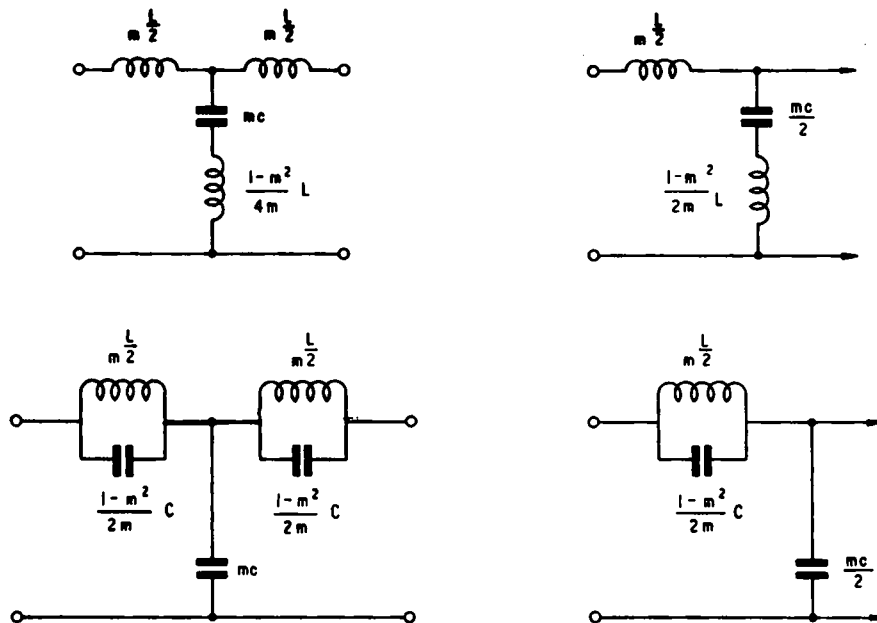 m L/2 m L/2
mc
1-m²/4m L
m L/2
mc/2
1-m²/2m L
m L/2 m L/2
1-m²/2m C 1-m²/2m C
mc
m L/2
1-m²/2m C
mc/2